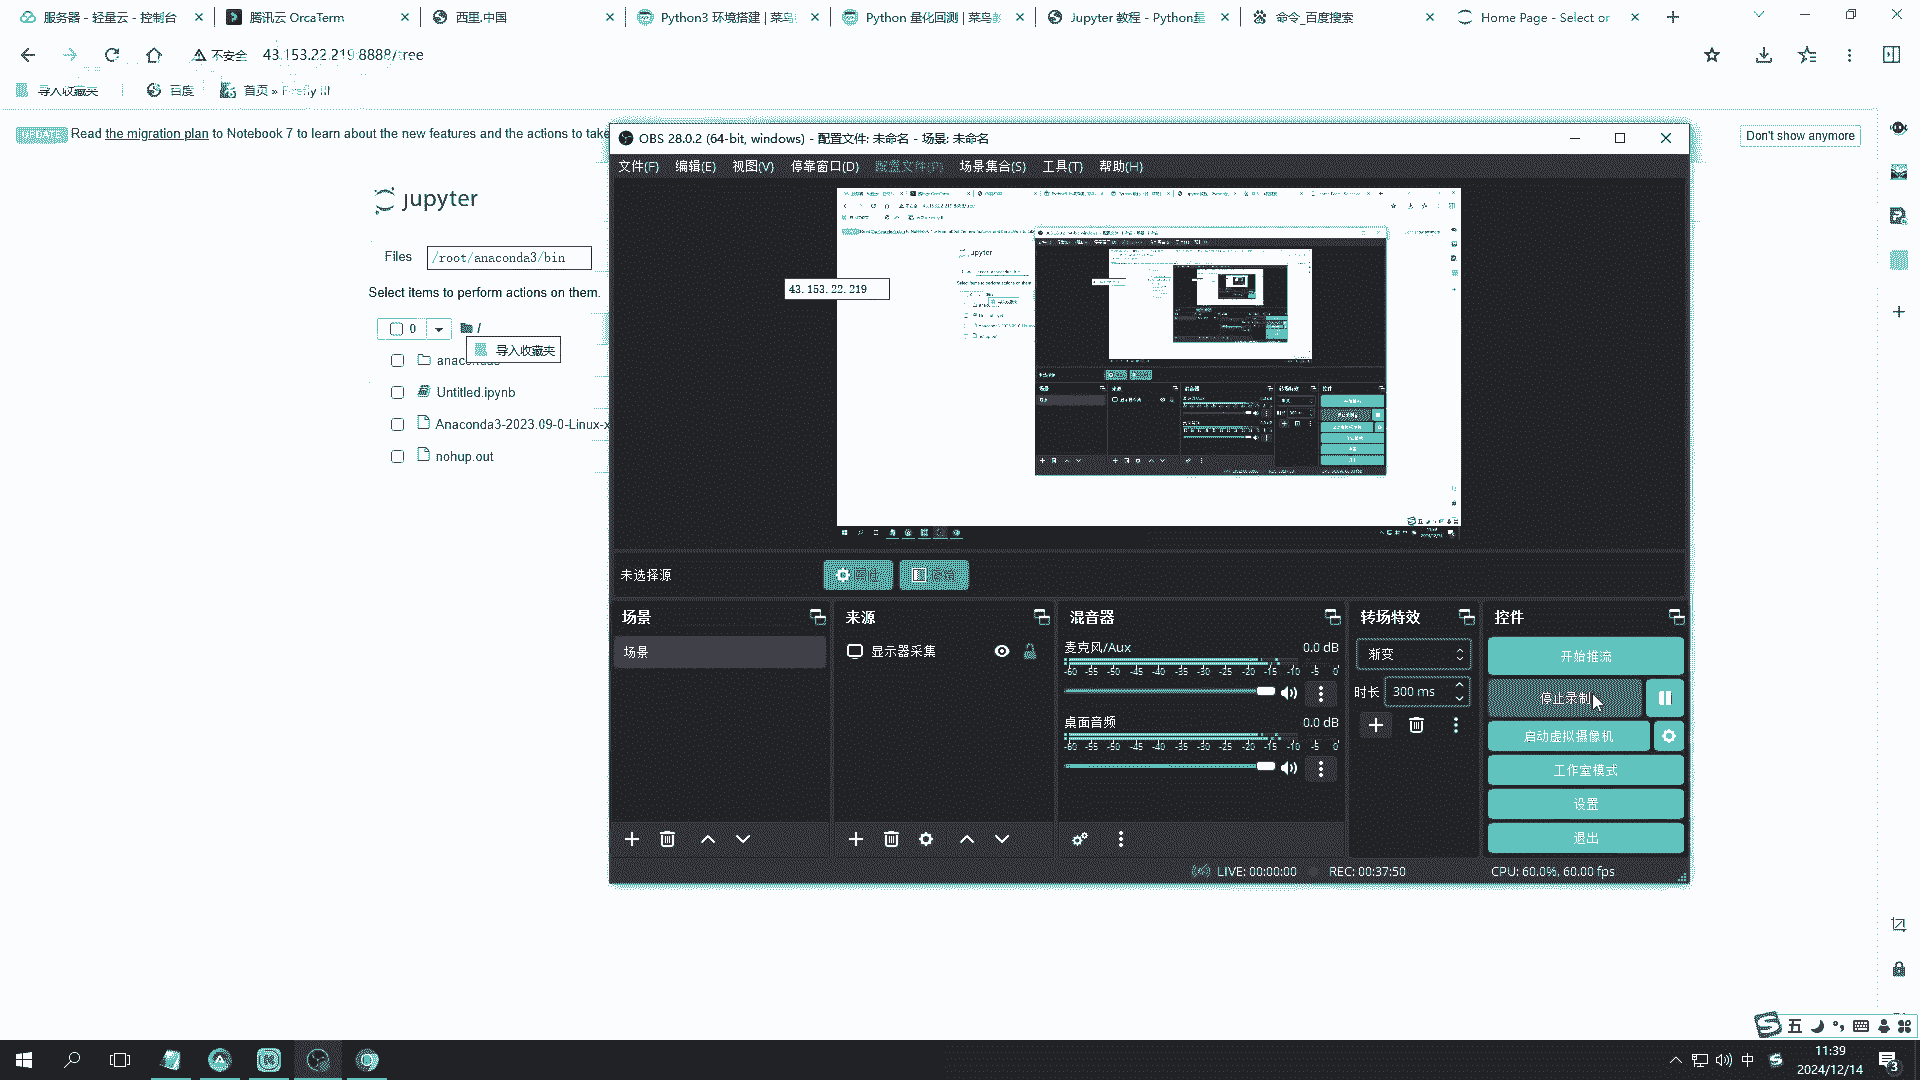 服务器 - 轻量云 - 控制台
腾讯云 OrcaTerm
西里.中国
Python3 环境搭建 | 菜鸟
Python 量化回测 | 菜鸟教
Jupyter 教程 - Python量
命令_百度搜索
Home Page - Select or
不安全 43.153.22.219:8888/tree
导入收藏夹
百度
首页 » Firefly III
UPDATE Read the migration plan to Notebook 7 to learn about the new features and the actions to take
Don't show anymore
jupyter
Files
/root/anaconda3/bin
Select items to perform actions on them.
0
/
导入收藏夹
Untitled.ipynb
Anaconda3-2023.09-0-Linux-x
nohup.out
OBS 28.0.2 (64-bit, windows) - 配置文件: 未命名 - 场景: 未命名
文件(F) 编辑(E) 视图(V) 停靠窗口(D) 配置文件(P) 场景集合(S) 工具(T) 帮助(H)
43.153.22.219
未选择源
场景
场景
来源
显示器采集
混音器
麦克风/Aux 0.0 dB
-60 -55 -50 -45 -40 -35 -30 -25 -20 -15 -10 -5 0
桌面音频 0.0 dB
-60 -55 -50 -45 -40 -35 -30 -25 -20 -15 -10 -5 0
转场特效
渐变
时长 300 ms
控件
开始推流
停止录制
启动虚拟摄像机
工作室模式
设置
退出
LIVE: 00:00:00
REC: 00:37:50
CPU: 60.0%, 60.00 fps
五
中
11:39
2024/12/14
3